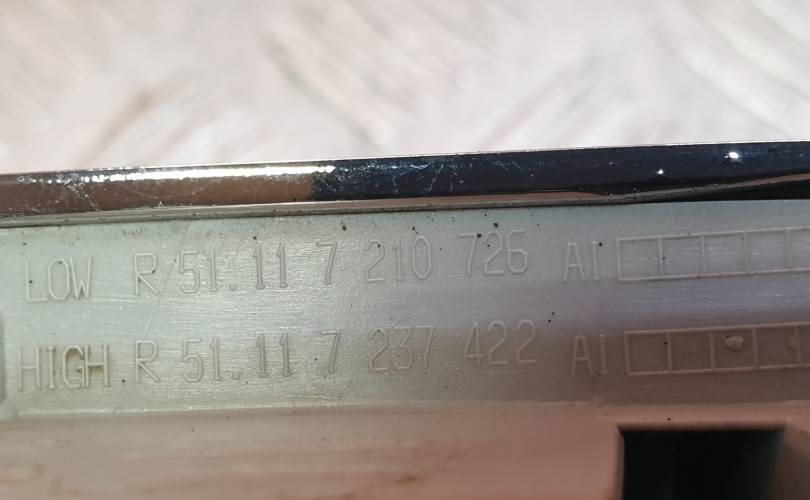 LOW R 51.11 7 210 726 AI
HIGH R 51.11 7 237 422 AI